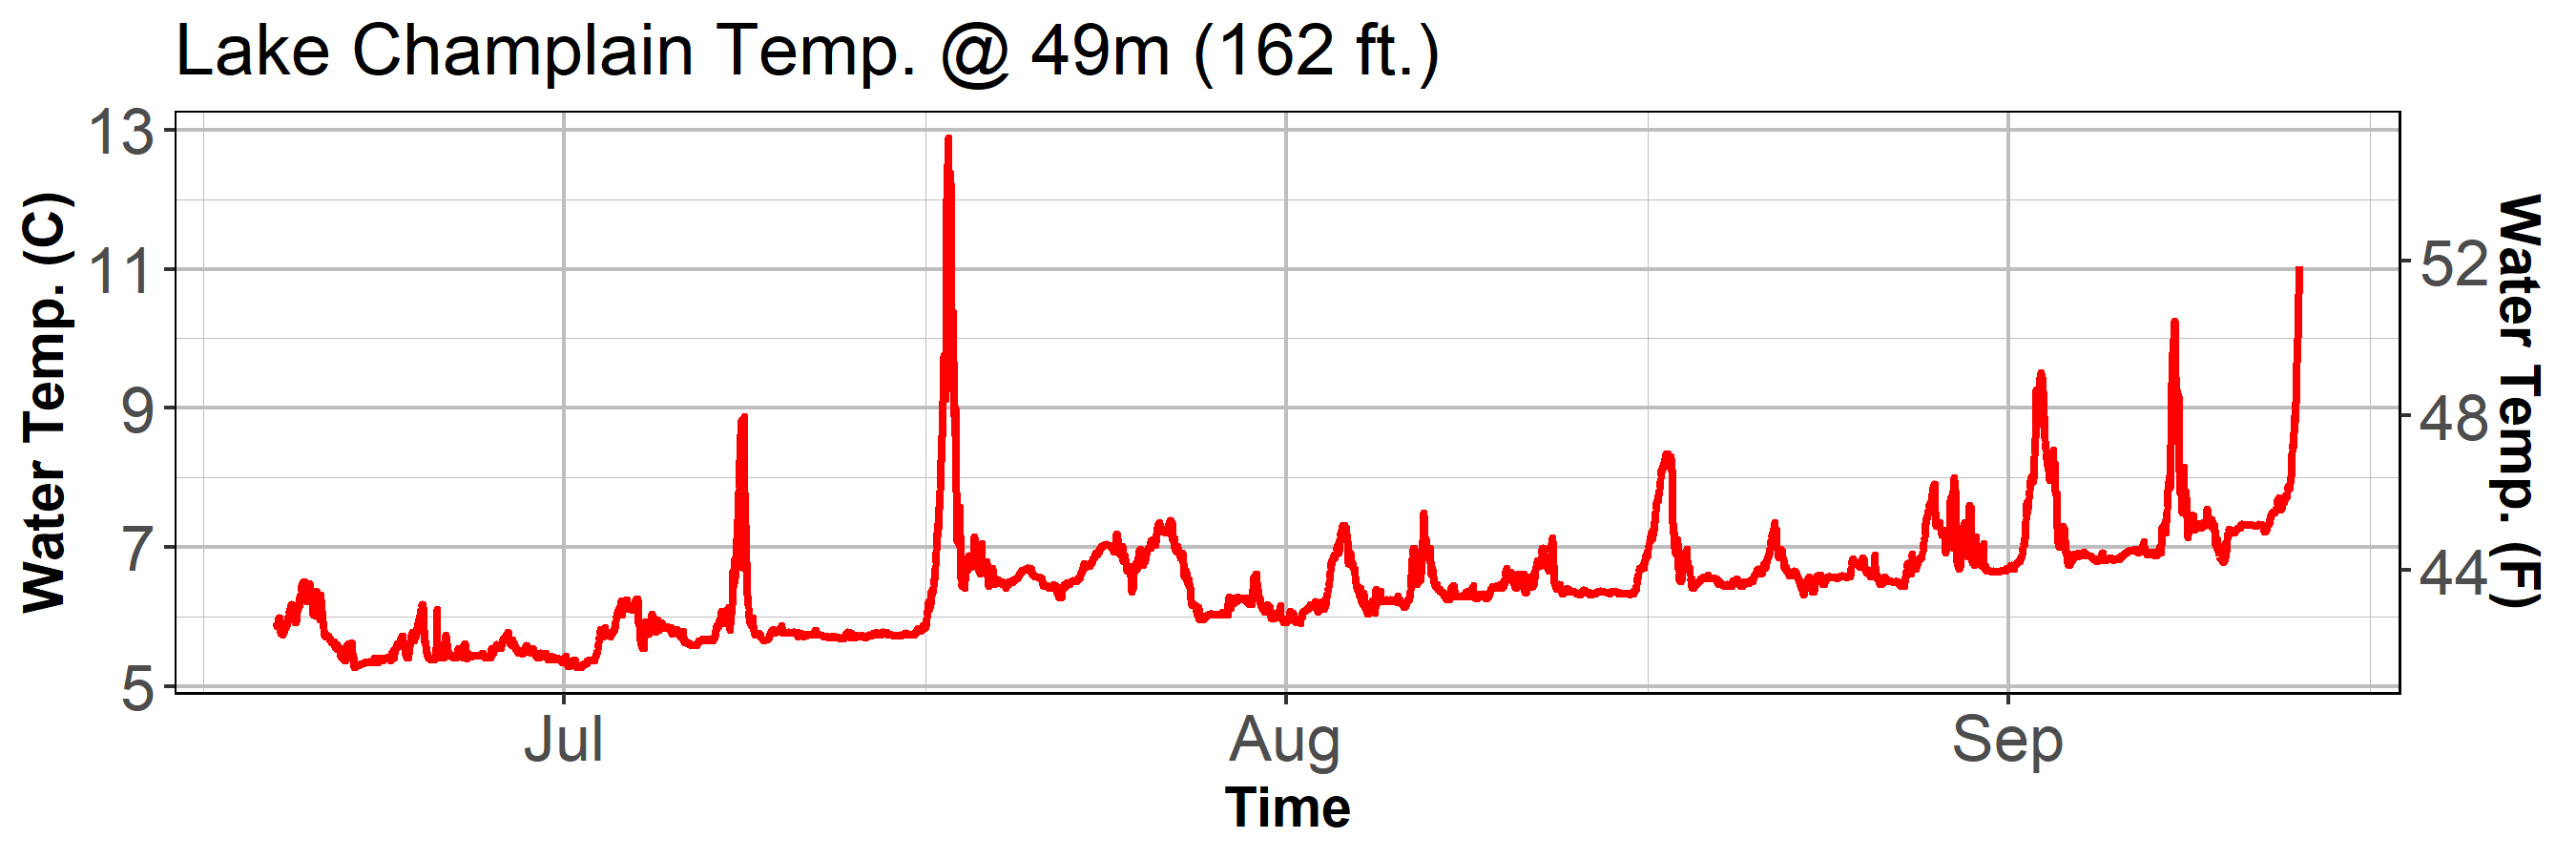 Lake Champlain Temp. @ 49m (162 ft.)
Water Temp. (C)
13
11
9
7
5
52
48
44
Water Temp. (F)
Jul Aug Sep
Time